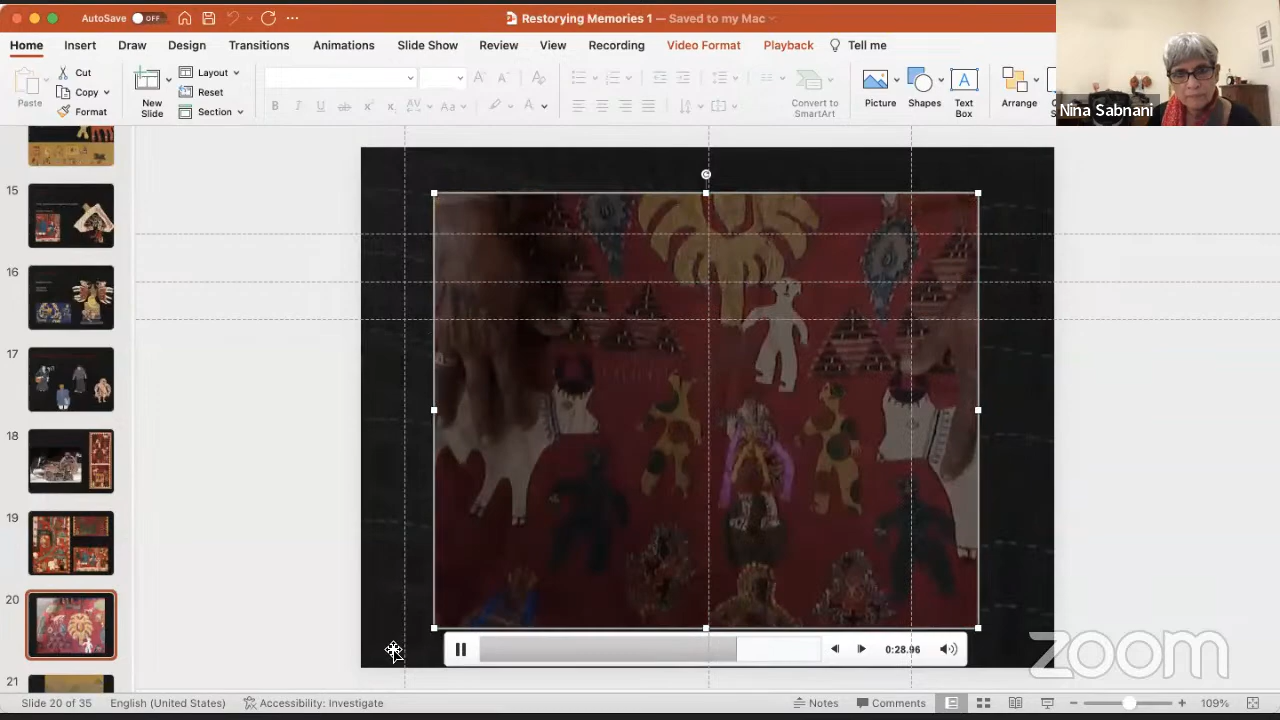 AutoSave OFF
Restorying Memories 1 — Saved to my Mac
Home Insert Draw Design Transitions Animations Slide Show Review View Recording Video Format Playback Tell me
Paste
Cut
Copy
Format
New
Slide
Layout
Reset
Section
Convert to
SmartArt
Picture
Shapes
Text
Box
Arrange
Nina Sabnani
15
16
17
18
19
20
21
0:28.96
zoom
Slide 20 of 35 English (United States) Accessibility: Investigate Notes Comments 109%